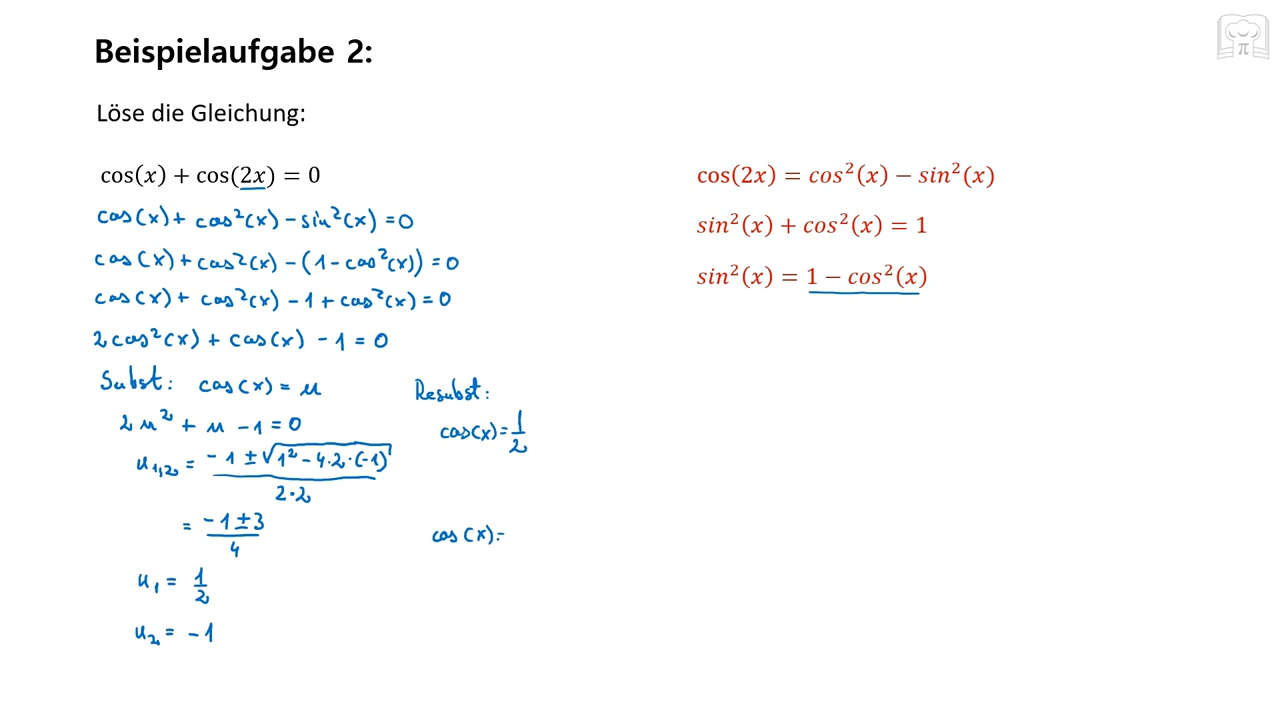 Beispielaufgabe 2:
Löse die Gleichung:
cos(x) + cos(2x) = 0
cos(x) + cos²(x) - sin²(x) = 0
cos(x) + cos²(x) - (1 - cos²(x)) = 0
cos(x) + cos²(x) - 1 + cos²(x) = 0
2cos²(x) + cos(x) - 1 = 0
Subst: cos(x) = u
2u² + u - 1 = 0
u₁,₂ = (-1 ± √(1² - 4·2·(-1))) / (2·2)
= (-1 ± 3) / 4
u₁ = 1/2
u₂ = -1
Resubst:
cos(x) = 1/2
cos(x) =
cos(2x) = cos²(x) − sin²(x)
sin²(x) + cos²(x) = 1
sin²(x) = 1 − cos²(x)
π